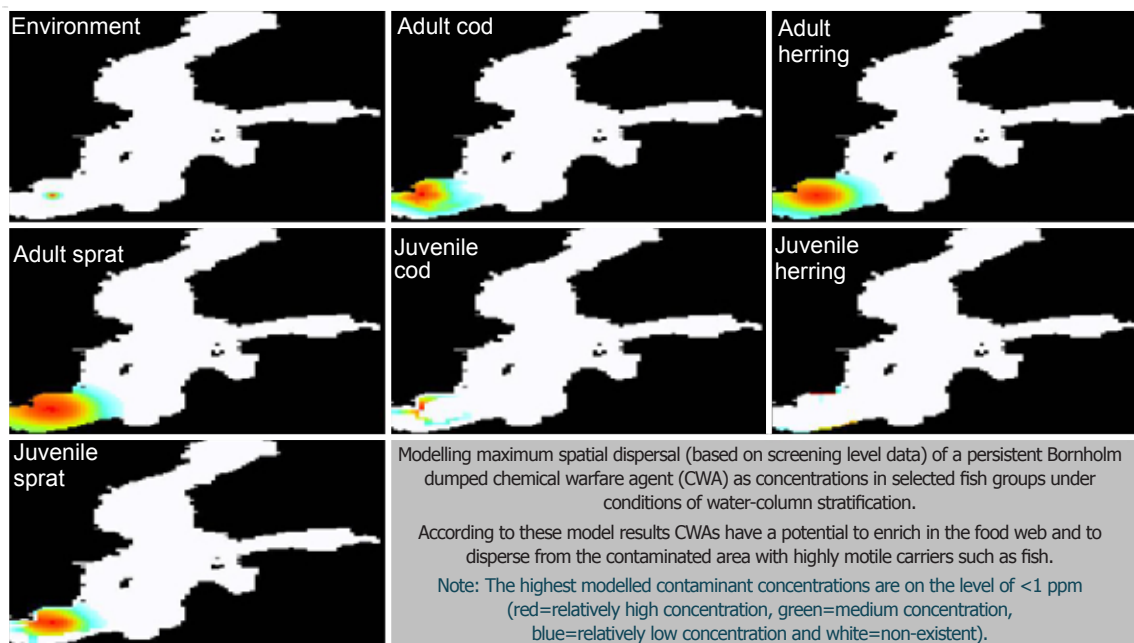 Environment
Adult cod
Adult
herring
Adult sprat
Juvenile
cod
Juvenile
herring
Juvenile
sprat
Modelling maximum spatial dispersal (based on screening level data) of a persistent Bornholm
dumped chemical warfare agent (CWA) as concentrations in selected fish groups under
conditions of water-column stratification.
According to these model results CWAs have a potential to enrich in the food web and to
disperse from the contaminated area with highly motile carriers such as fish.
Note: The highest modelled contaminant concentrations are on the level of <1 ppm
(red=relatively high concentration, green=medium concentration,
blue=relatively low concentration and white=non-existent).